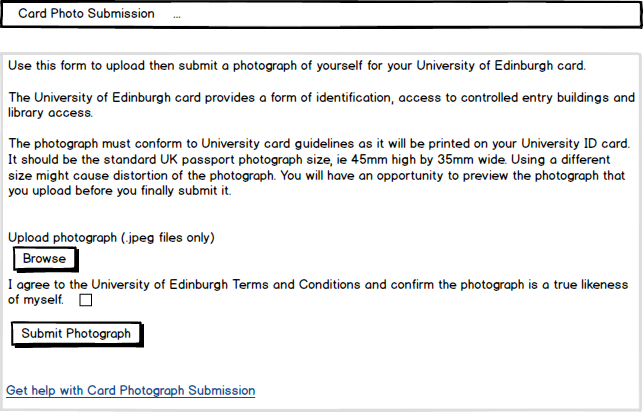 Card Photo Submission ...
Use this form to upload then submit a photograph of yourself for your University of Edinburgh card.
The University of Edinburgh card provides a form of identification, access to controlled entry buildings and
library access.
The photograph must conform to University card guidelines as it will be printed on your University ID card.
It should be the standard UK passport photograph size, ie 45mm high by 35mm wide. Using a different
size might cause distortion of the photograph. You will have an opportunity to preview the photograph that
you upload before you finally submit it.
Upload photograph (.jpeg files only)
Browse
I agree to the University of Edinburgh Terms and Conditions and confirm the photograph is a true likeness
of myself.
Submit Photograph
Get help with Card Photograph Submission